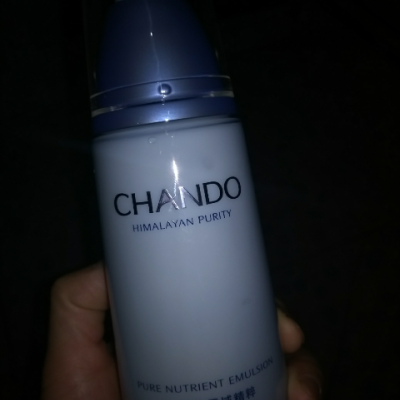 CHANDO
HIMALAYAN PURITY
PURE NUTRIENT EMULSION